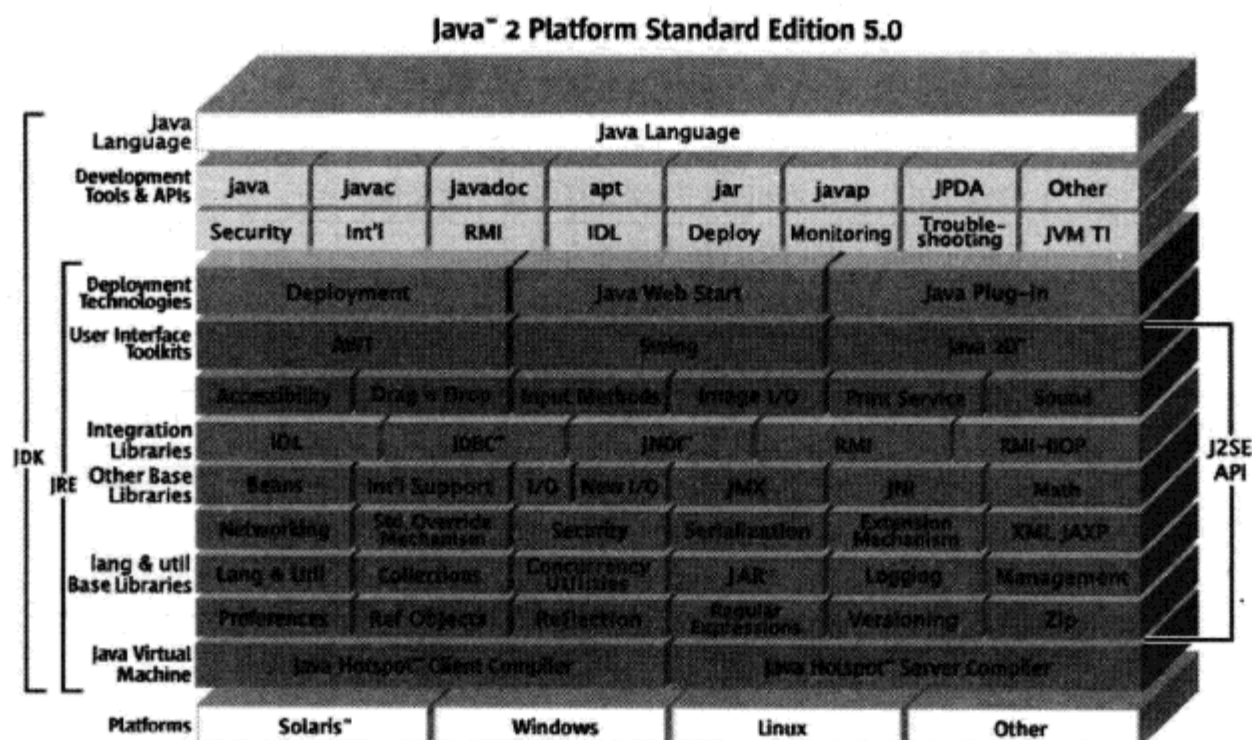 Java™ 2 Platform Standard Edition 5.0
Java Language
Java Language
Development Tools & APIs
java javac javadoc apt jar javap JPDA Other
Security Int'l RMI IDL Deploy Monitoring Trouble-shooting JVM TI
Deployment Technologies
Deployment Java Web Start Java Plug-in
User Interface Toolkits
AWT Swing Java 2D™
Accessibility Drag n Drop Input Methods Image I/O Print Service Sound
Integration Libraries
IDL JDBC™ JNDI™ RMI RMI-IIOP
Other Base Libraries
Beans Int'l Support I/O New I/O JMX JNI Math
Networking Std. Override Mechanism Security Serialization Extension Mechanism XML JAXP
lang & util Base Libraries
Lang & Util Collections Concurrency Utilities JAR Logging Management
Preferences Ref Objects Reflection Regular Expressions Versioning Zip
Java Virtual Machine
Java Hotspot™ Client Compiler Java Hotspot™ Server Compiler
Platforms
Solaris™ Windows Linux Other
JDK
JRE
J2SE API